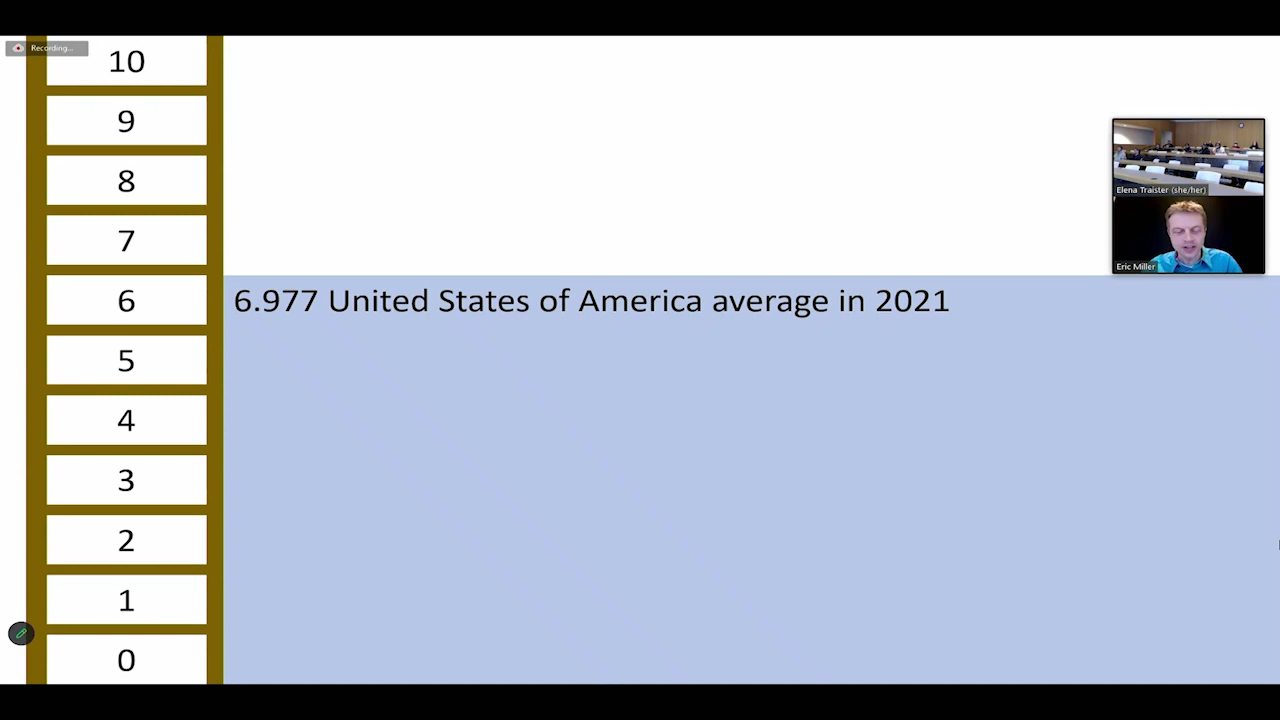 Recording...
10
9
8
7
6
6.977 United States of America average in 2021
5
4
3
2
1
0
Elena Traister (she/her)
Eric Miller